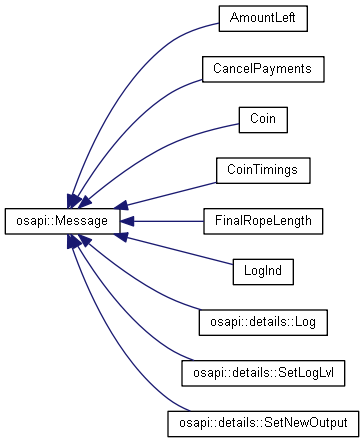 AmountLeft
CancelPayments
Coin
CoinTimings
osapi::Message
FinalRopeLength
LogInd
osapi::details::Log
osapi::details::SetLogLvl
osapi::details::SetNewOutput